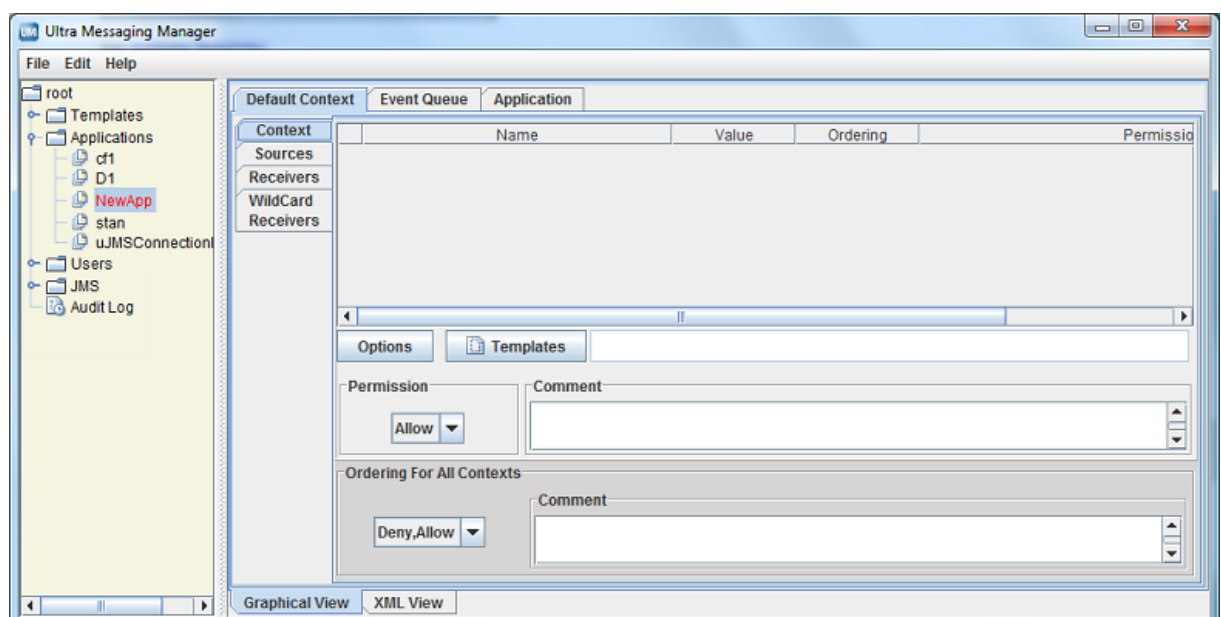 UM Ultra Messaging Manager
File Edit Help
root
Templates
Applications
cf1
D1
NewApp
stan
uJMSConnectionI
Users
JMS
Audit Log
Default Context Event Queue Application
Context
Sources
Receivers
WildCard
Receivers
Name Value Ordering Permissio
Options Templates
Permission Comment
Allow
Ordering For All Contexts
Comment
Deny,Allow
Graphical View XML View